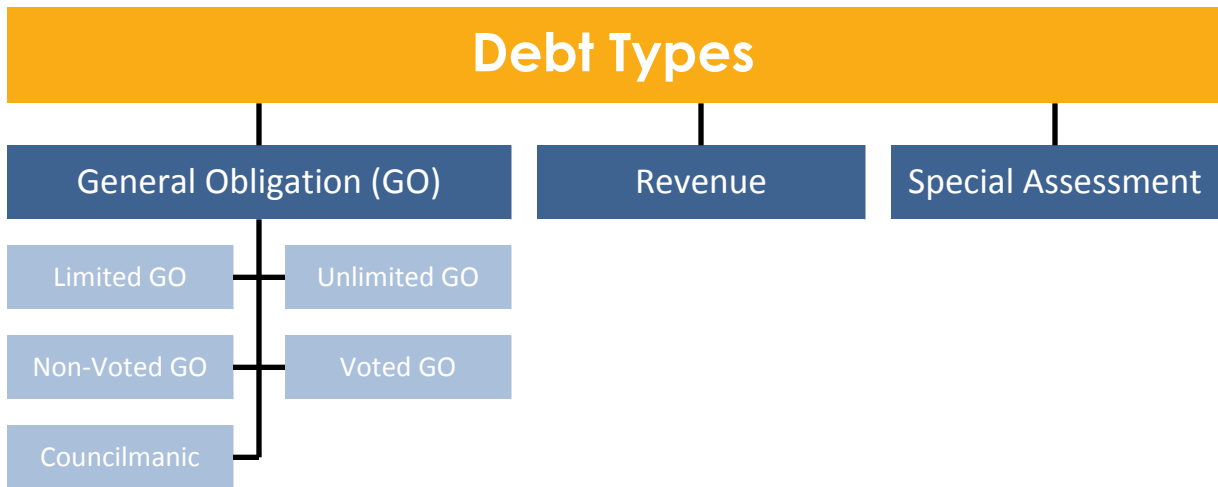 Debt Types
General Obligation (GO)
Revenue
Special Assessment
Limited GO
Unlimited GO
Non-Voted GO
Voted GO
Councilmanic